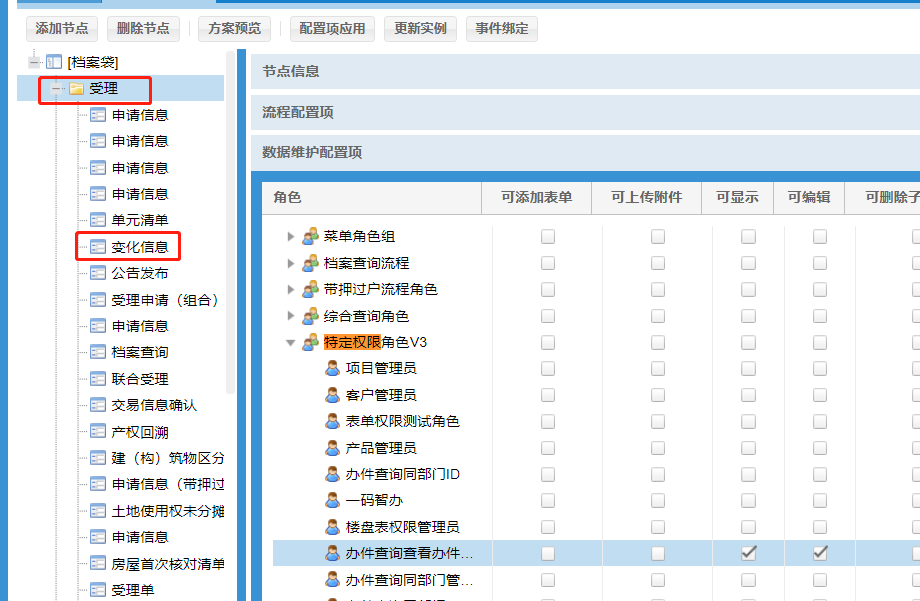 添加节点 删除节点 方案预览 配置项应用 更新实例 事件绑定
[档案袋]
受理
申请信息
申请信息
申请信息
申请信息
单元清单
变化信息
公告发布
受理申请（组合）
申请信息
档案查询
联合受理
交易信息确认
产权回溯
建（构）筑物区分
申请信息（带押过
土地使用权未分摊
申请信息
房屋首次核对清单
受理单
节点信息
流程配置项
数据维护配置项
角色 可添加表单 可上传附件 可显示 可编辑 可删除子
菜单角色组
档案查询流程
带押过户流程角色
综合查询角色
特定权限角色V3
项目管理员
客户管理员
表单权限测试角色
产品管理员
办件查询同部门ID
一码智办
楼盘表权限管理员
办件查询查看办件...
办件查询同部门管...